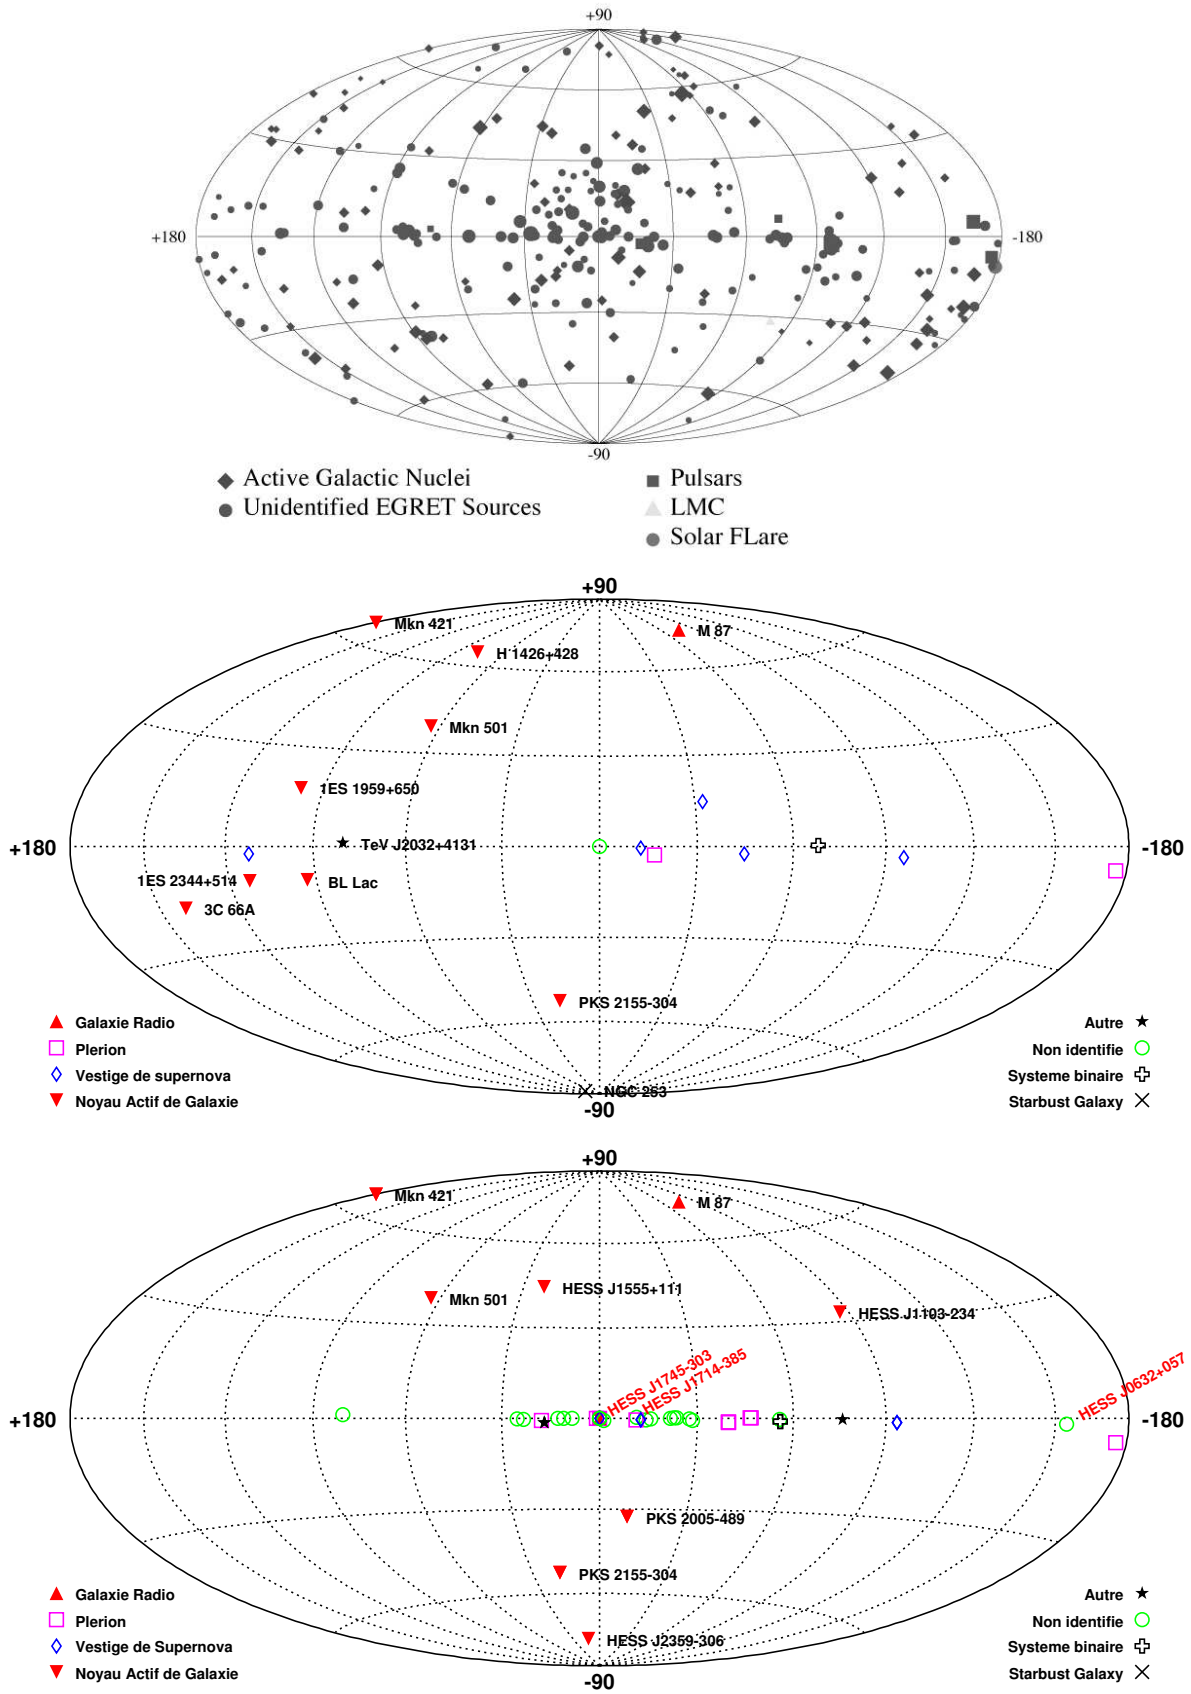 +90
+180
-180
-90
Active Galactic Nuclei
Pulsars
Unidentified EGRET Sources
LMC
Solar FLare
+90
Mkn 421
M 87
H 1426+428
Mkn 501
1ES 1959+650
TeV J2032+4131
+180
-180
1ES 2344+514
BL Lac
3C 66A
PKS 2155-304
Galaxie Radio
Autre
Plerion
Non identifie
Vestige de supernova
Systeme binaire
NGC 253
Noyau Actif de Galaxie
Starbust Galaxy
-90
+90
Mkn 421
M 87
HESS J1555+111
Mkn 501
HESS J1103-234
HESS J1745-303
HESS J1714-385
HESS J0632+057
+180
-180
PKS 2005-489
PKS 2155-304
Galaxie Radio
Autre
Plerion
Non identifie
HESS J2359-306
Vestige de Supernova
Systeme binaire
Noyau Actif de Galaxie
Starbust Galaxy
-90